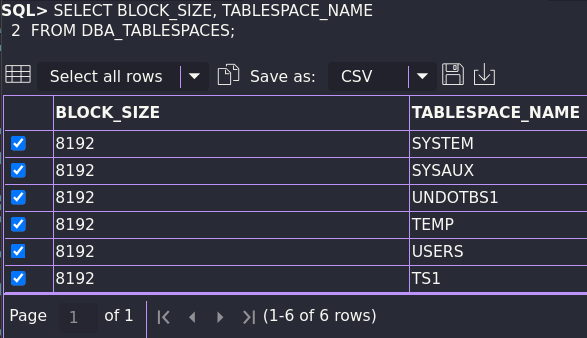 SQL> SELECT BLOCK_SIZE, TABLESPACE_NAME
2 FROM DBA_TABLESPACES;
Select all rows Save as: CSV
BLOCK_SIZE TABLESPACE_NAME
8192 SYSTEM
8192 SYSAUX
8192 UNDOTBS1
8192 TEMP
8192 USERS
8192 TS1
Page 1 of 1 (1-6 of 6 rows)